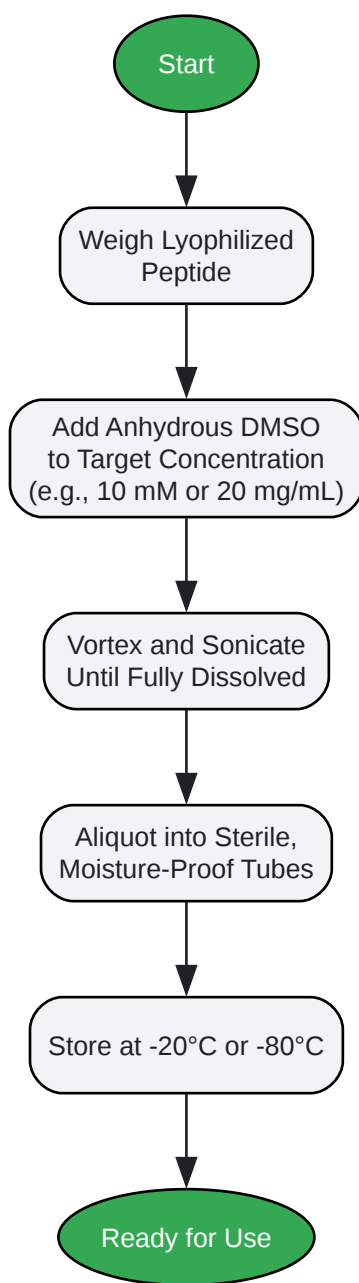 Start
Weigh Lyophilized
Peptide
Add Anhydrous DMSO
to Target Concentration
(e.g., 10 mM or 20 mg/mL)
Vortex and Sonicate
Until Fully Dissolved
Aliquot into Sterile,
Moisture-Proof Tubes
Store at -20°C or -80°C
Ready for Use